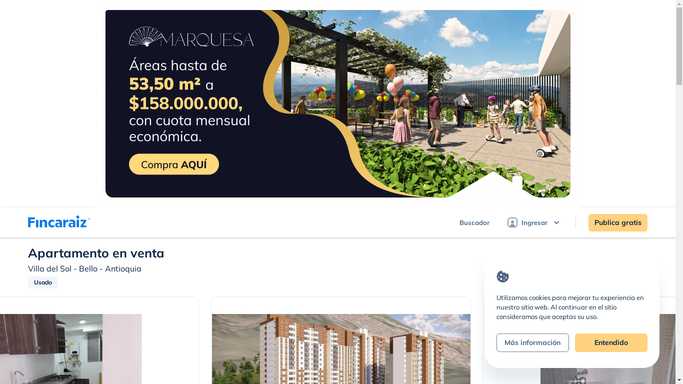 MARQUESA
Áreas hasta de
53,50 m² a
$158.000.000,
con cuota mensual
económica.
Compra AQUÍ
Fincaraiz
Buscador
Ingresar
Publica gratis
Apartamento en venta
Villa del Sol - Bello - Antioquia
Usado
Utilizamos cookies para mejorar tu experiencia en
nuestro sitio web. Al continuar en el sitio
consideramos que aceptas su uso.
Más información
Entendido